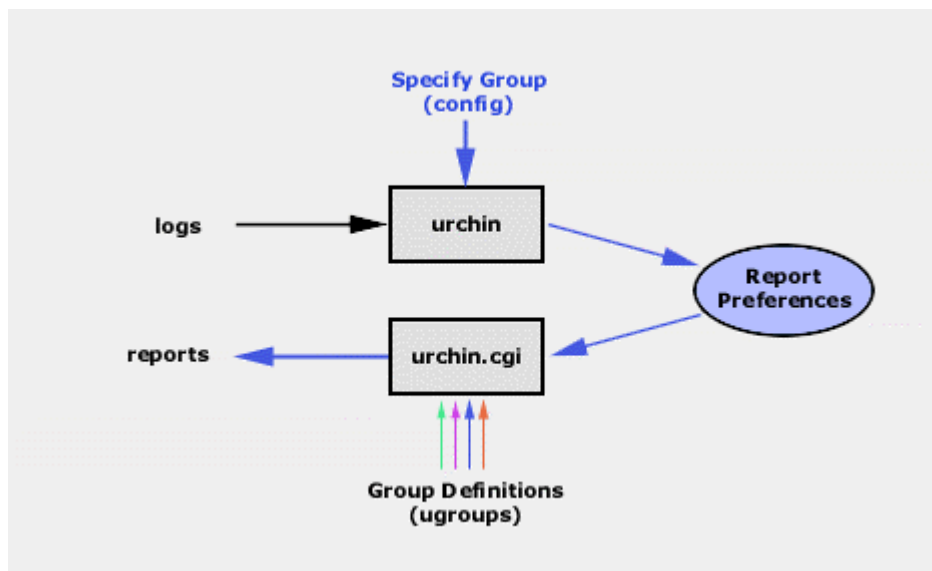 Specify Group
(config)
logs
urchin
Report
Preferences
reports
urchin.cgi
Group Definitions
(ugroups)